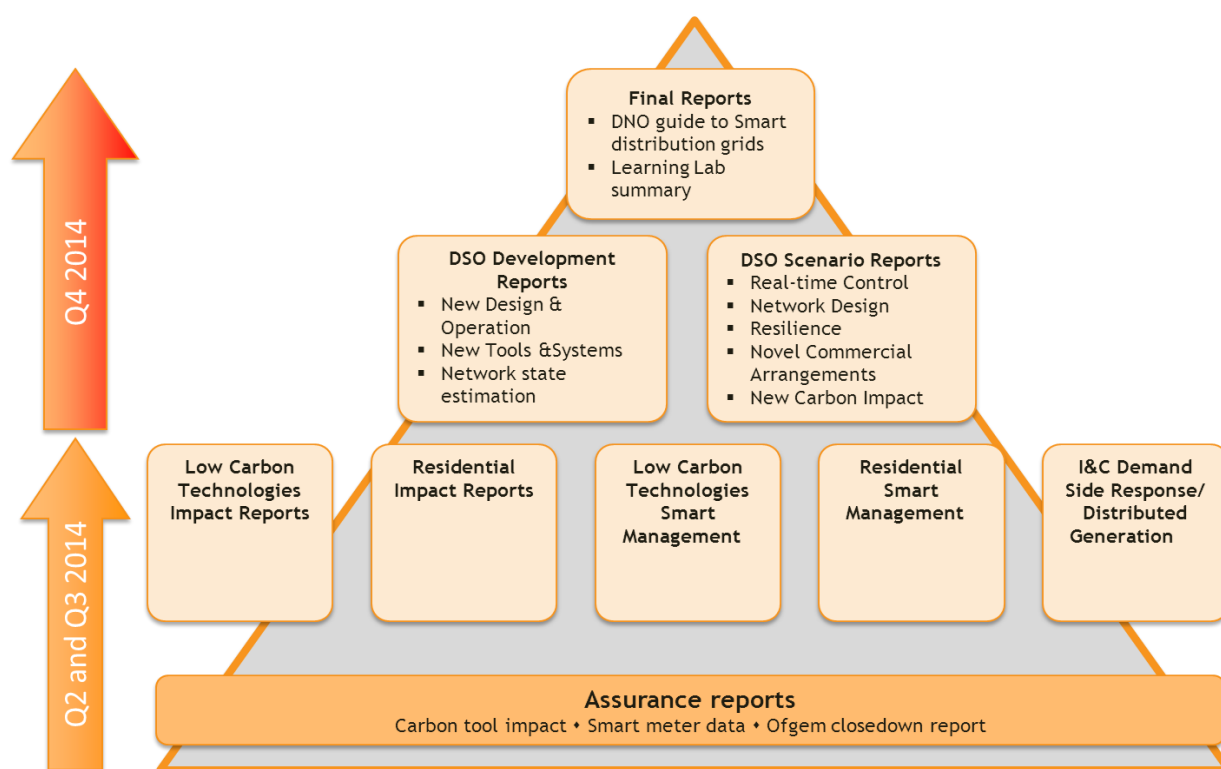 Final Reports
▪ DNO guide to Smart
distribution grids
▪ Learning Lab
summary
Q4 2014
DSO Development
Reports
▪ New Design &
Operation
▪ New Tools &Systems
▪ Network state
estimation
DSO Scenario Reports
▪ Real-time Control
▪ Network Design
▪ Resilience
▪ Novel Commercial
Arrangements
▪ New Carbon Impact
Q2 and Q3 2014
Low Carbon
Technologies
Impact Reports
Residential
Impact Reports
Low Carbon
Technologies
Smart
Management
Residential
Smart
Management
I&C Demand
Side Response/
Distributed
Generation
Assurance reports
Carbon tool impact ⬩ Smart meter data ⬩ Ofgem closedown report